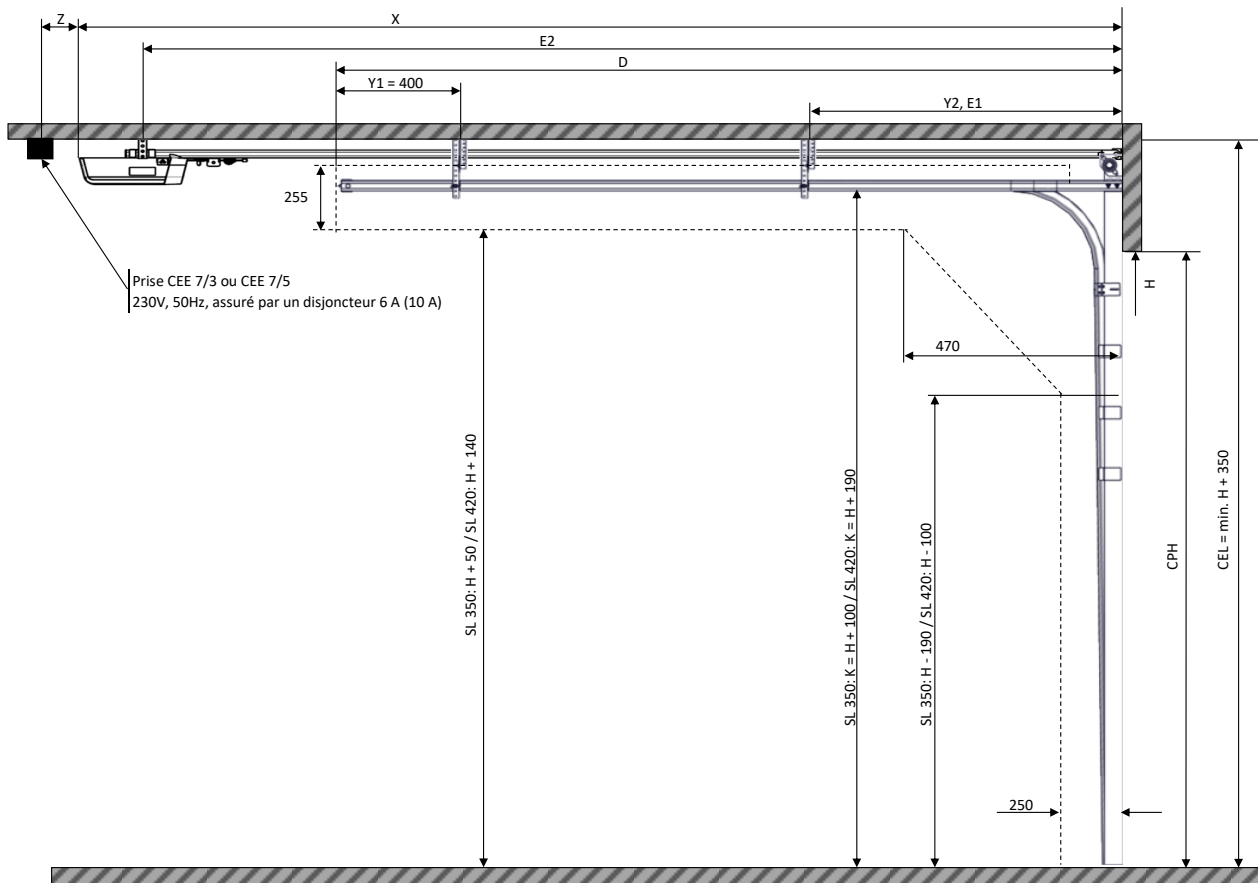 Z
X
E2
D
Y1 = 400
Y2, E1
255
Prise CEE 7/3 ou CEE 7/5
230V, 50Hz, assuré par un disjoncteur 6 A (10 A)
H
470
SL 350: H + 50 / SL 420: H + 140
SL 350: K = H + 100 / SL 420: K = H + 190
SL 350: H - 190 / SL 420: H - 100
CPH
CEL = min. H + 350
250